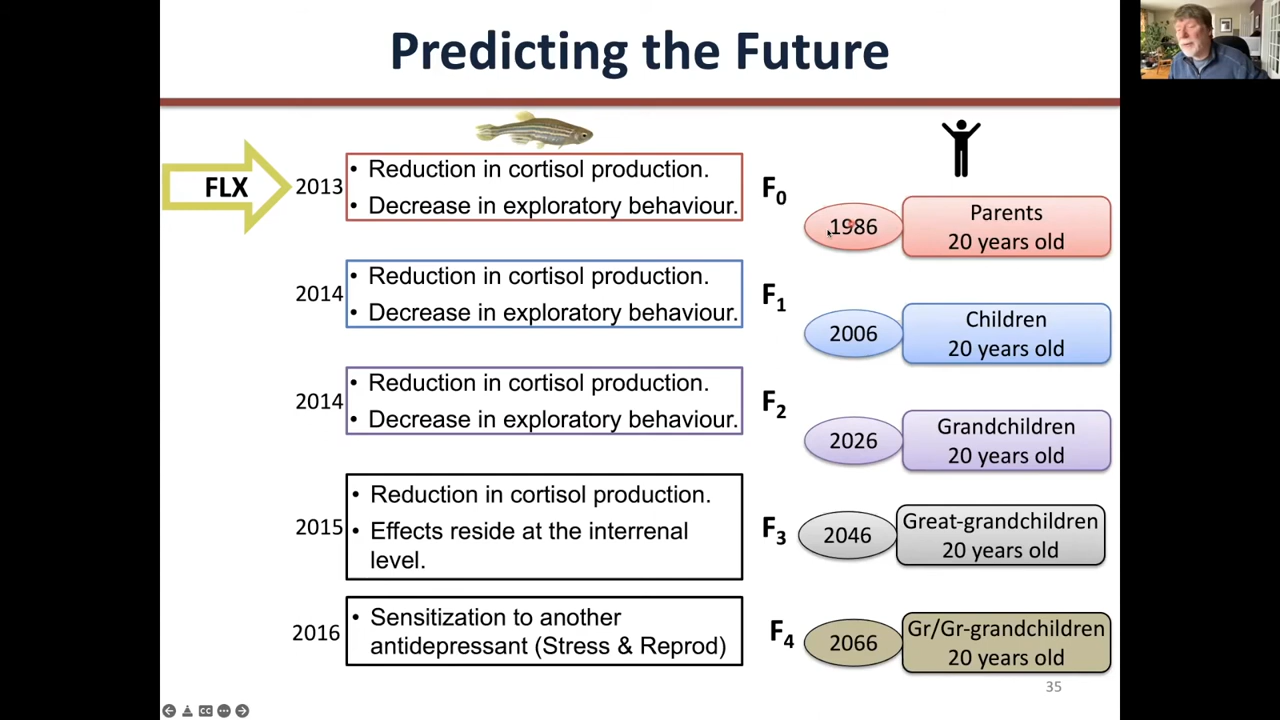 Predicting the Future
FLX
2013
• Reduction in cortisol production.
• Decrease in exploratory behaviour.
F0
1986
Parents
20 years old
2014
• Reduction in cortisol production.
• Decrease in exploratory behaviour.
F1
2006
Children
20 years old
2014
• Reduction in cortisol production.
• Decrease in exploratory behaviour.
F2
2026
Grandchildren
20 years old
2015
• Reduction in cortisol production.
• Effects reside at the interrenal
level.
F3
2046
Great-grandchildren
20 years old
2016
• Sensitization to another
antidepressant (Stress & Reprod)
F4
2066
Gr/Gr-grandchildren
20 years old
35
CC